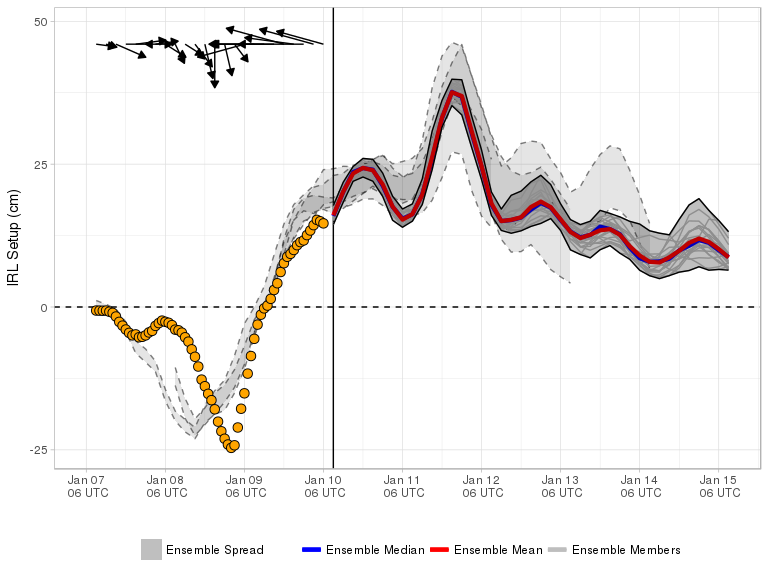 50
25
0
-25
IRL Setup (cm)
Jan 07 Jan 08 Jan 09 Jan 10 Jan 11 Jan 12 Jan 13 Jan 14 Jan 15
06 UTC 06 UTC 06 UTC 06 UTC 06 UTC 06 UTC 06 UTC 06 UTC 06 UTC
Ensemble Spread Ensemble Median Ensemble Mean Ensemble Members